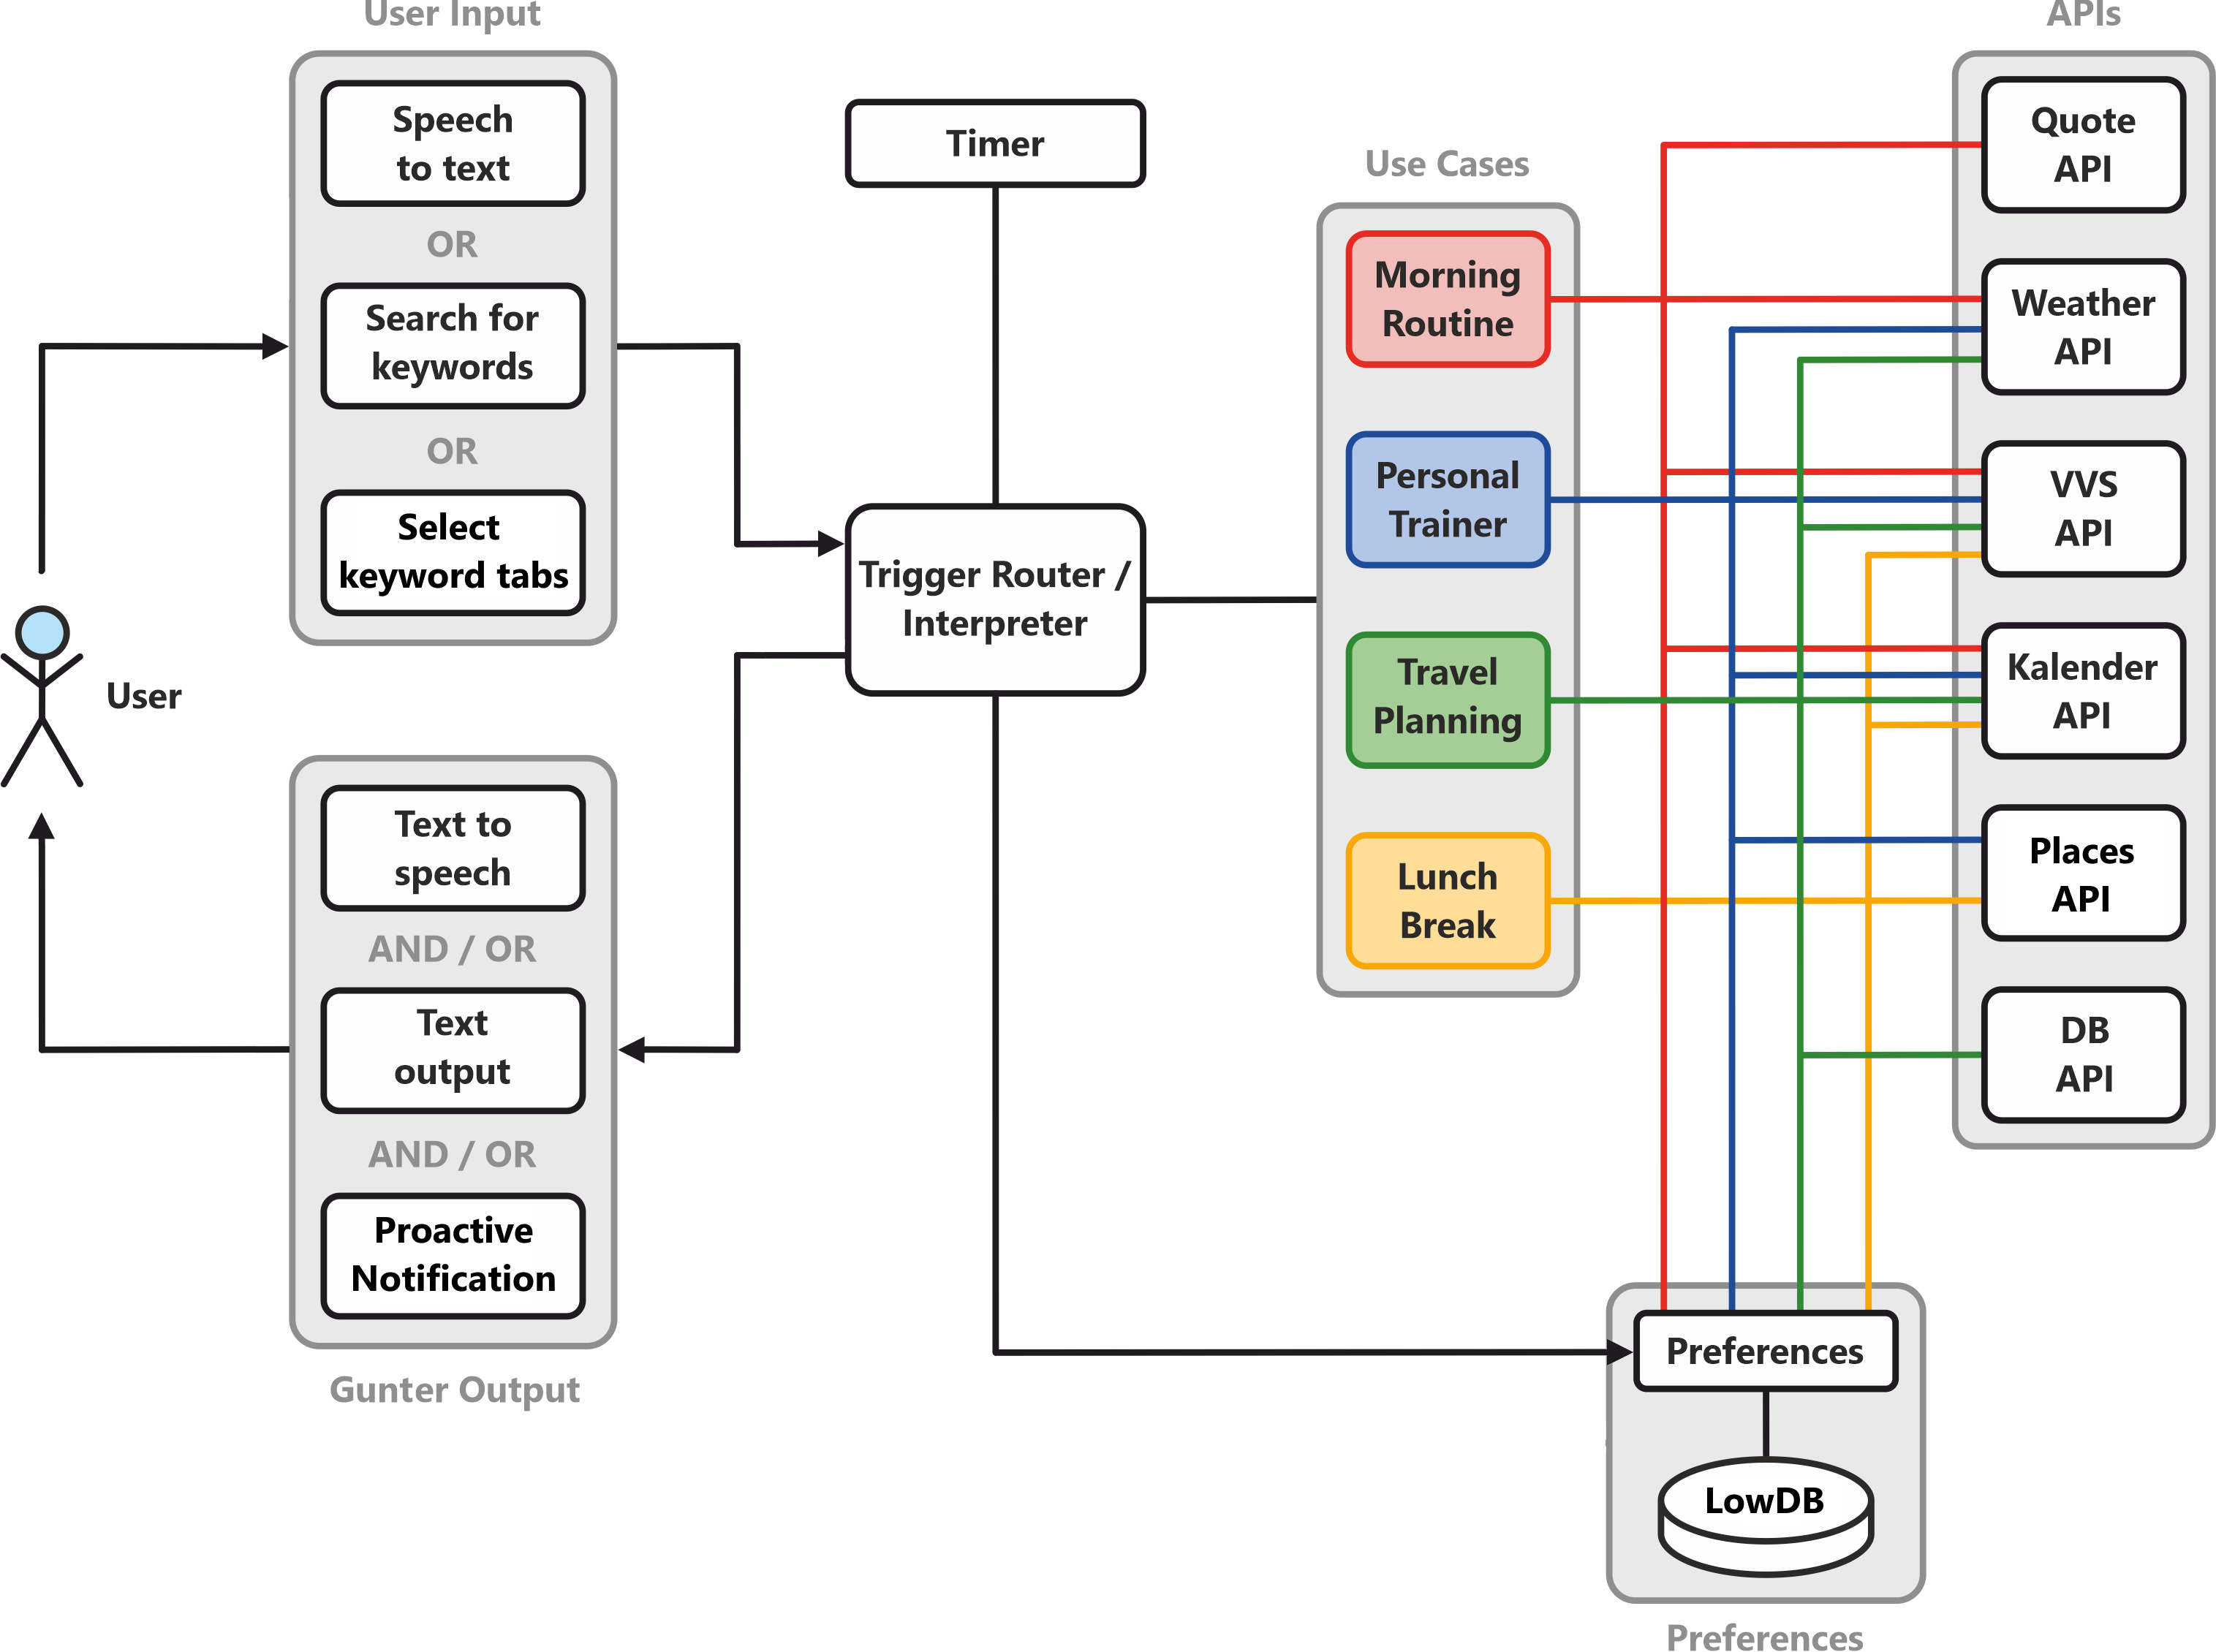 User Input
Speech
to text
OR
Search for
keywords
OR
Select
keyword tabs
User
Text to
speech
AND / OR
Text
output
AND / OR
Proactive
Notification
Gunter Output
Timer
Trigger Router /
Interpreter
Use Cases
Morning
Routine
Personal
Trainer
Travel
Planning
Lunch
Break
APIs
Quote
API
Weather
API
VVS
API
Kalender
API
Places
API
DB
API
Preferences
LowDB
Preferences